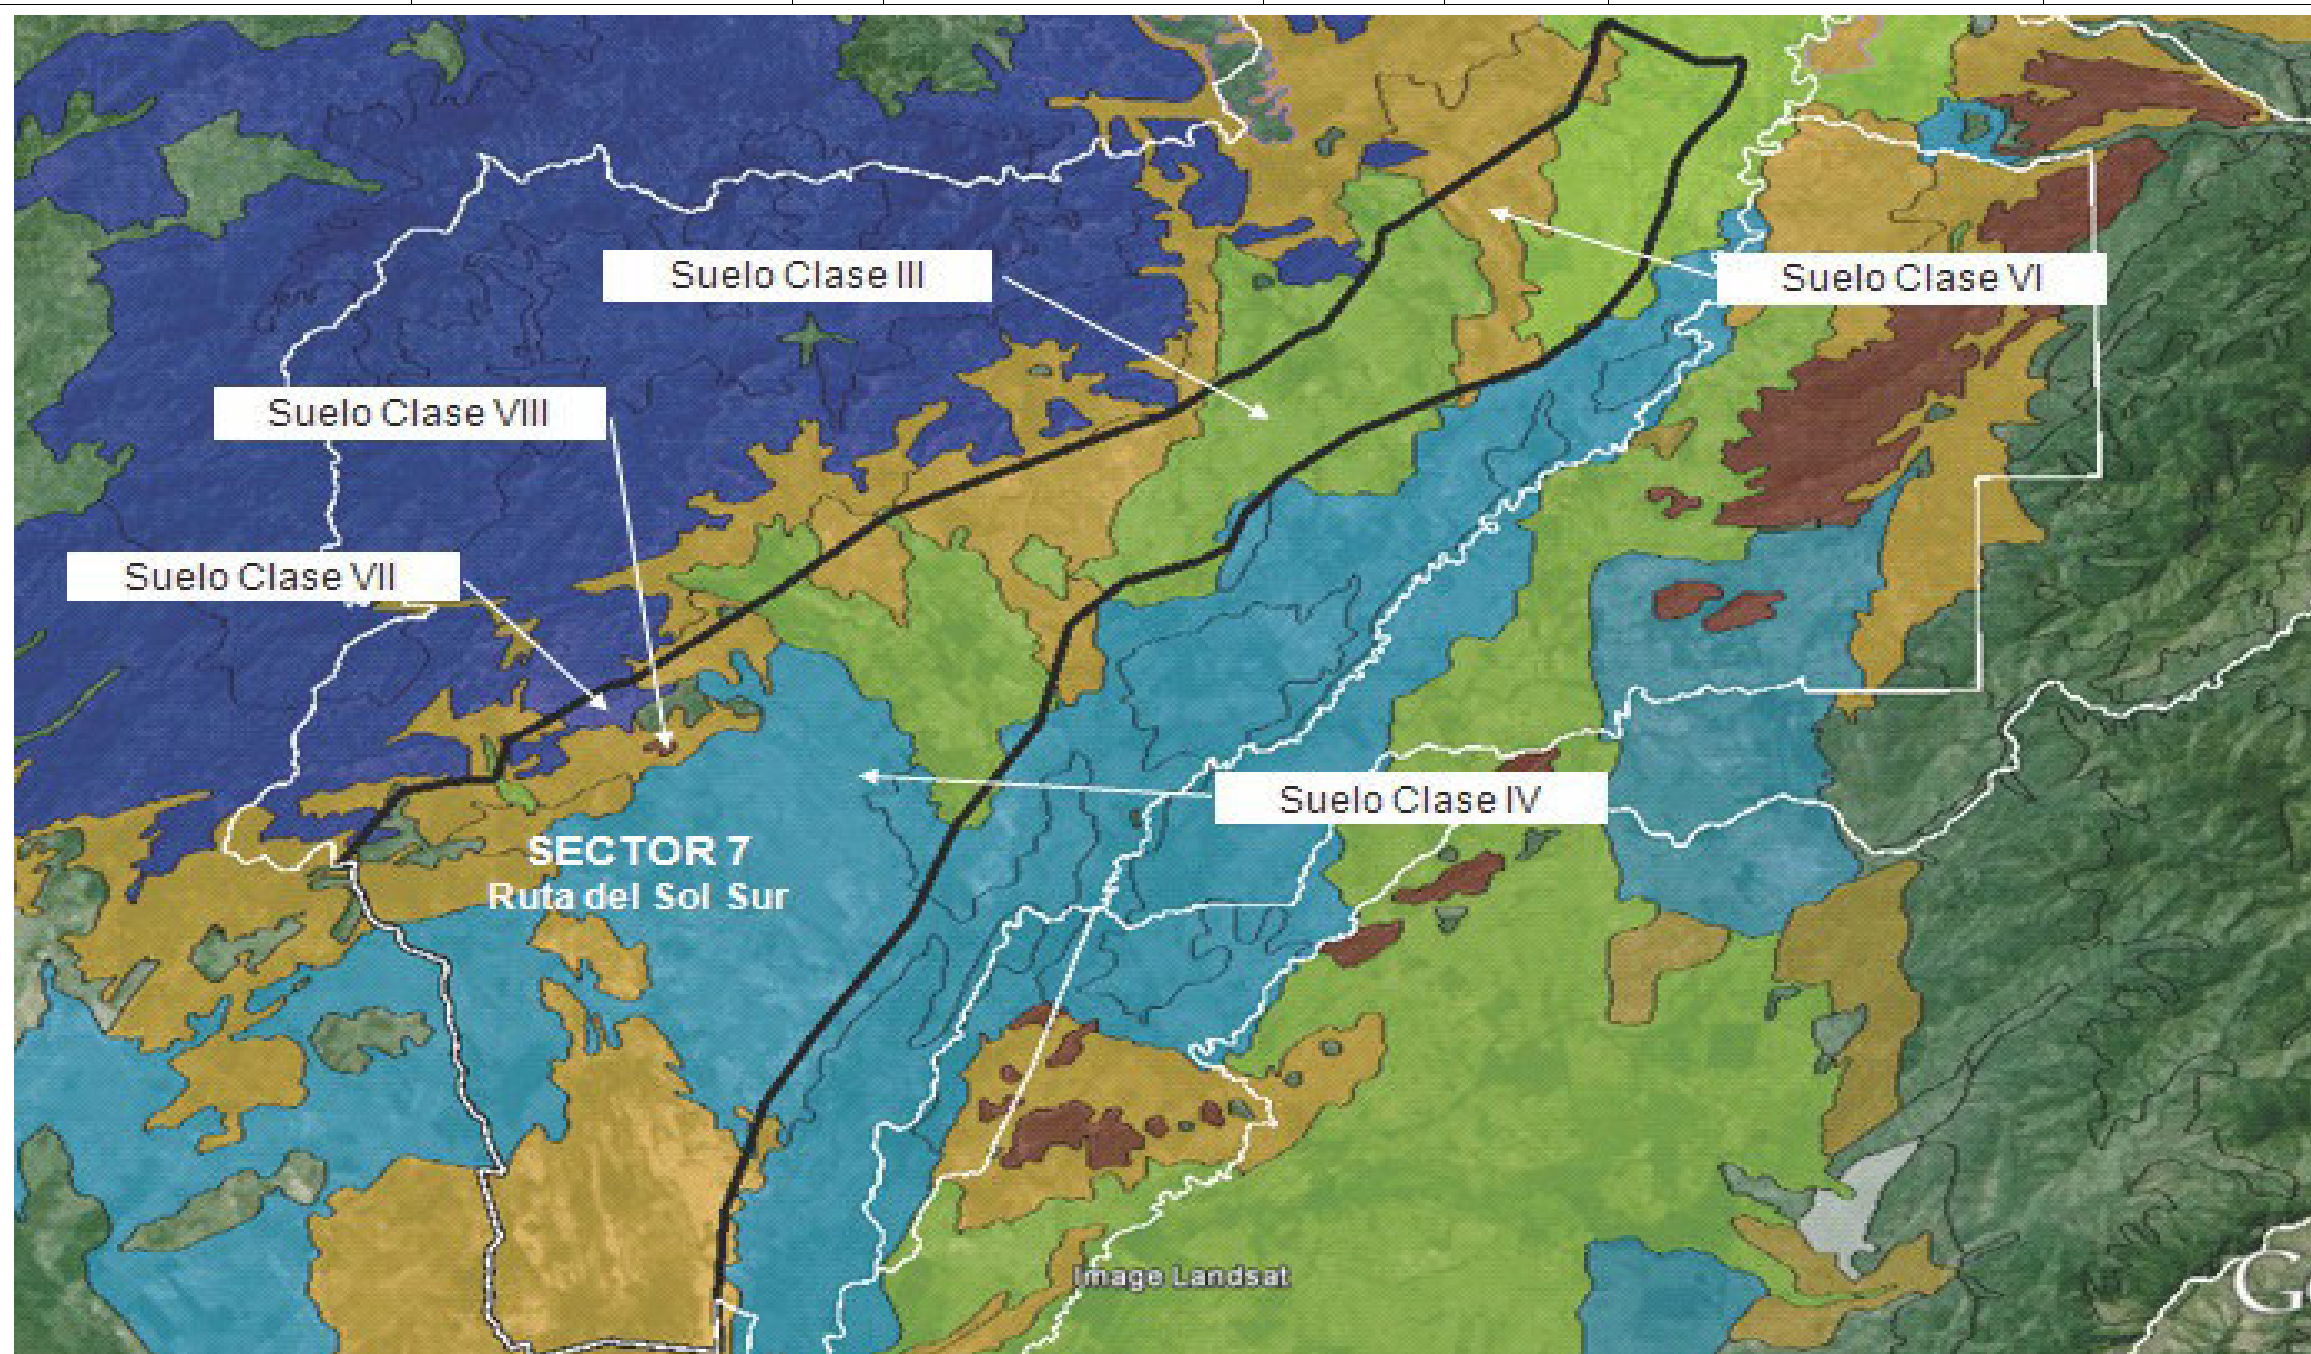 Suelo Clase III
Suelo Clase VI
Suelo Clase VIII
Suelo Clase VII
Suelo Clase IV
SECTOR 7
Ruta del Sol Sur
Image Landsat